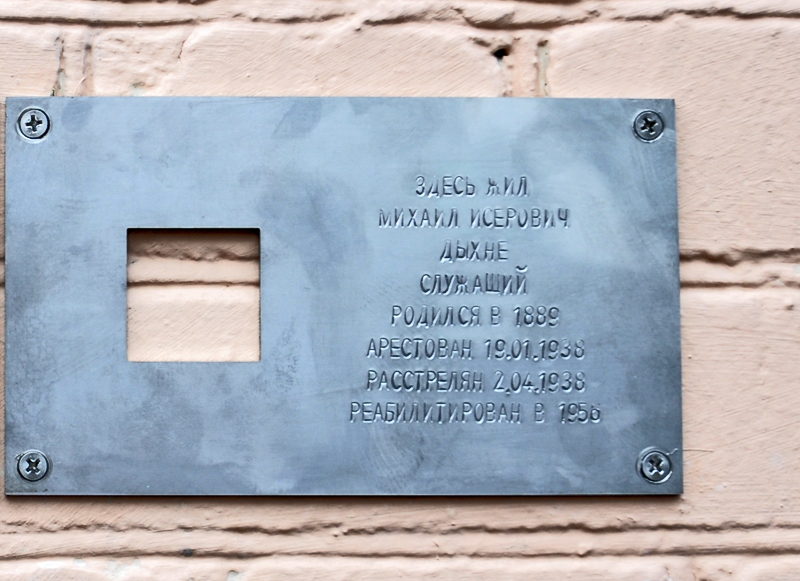 ЗДЕСЬ ЖИЛ
МИХАИЛ ИСЕРОВИЧ
ДЫХНЕ
СЛУЖАЩИЙ
РОДИЛСЯ В 1889
АРЕСТОВАН 19.01.1938
РАССТРЕЛЯН 2.04.1938
РЕАБИЛИТИРОВАН В 1956